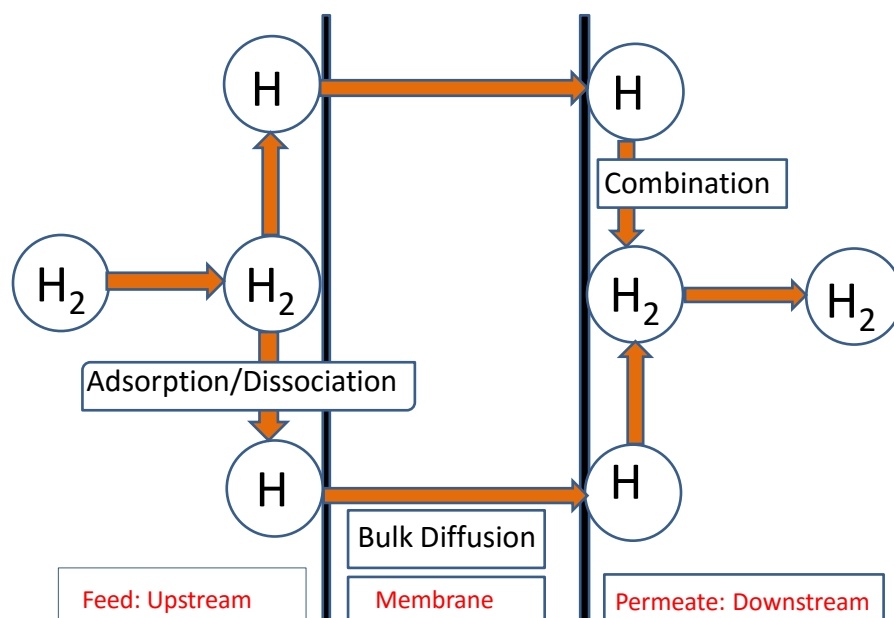 H
H
Combination
H₂
H₂
H₂
H₂
Adsorption/Dissociation
H
H
Bulk Diffusion
Feed: Upstream
Membrane
Permeate: Downstream